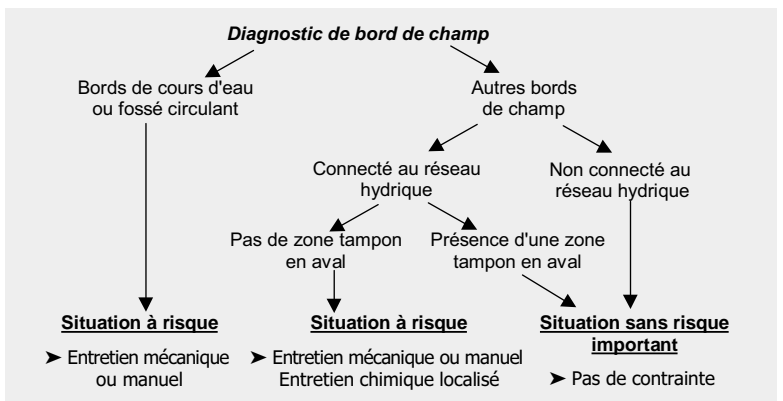 Diagnostic de bord de champ
Bords de cours d'eau
ou fossé circulant
Autres bords
de champ
Connecté au réseau
hydrique
Non connecté au
réseau hydrique
Pas de zone tampon
en aval
Présence d'une zone
tampon en aval
Situation à risque
➤ Entretien mécanique
ou manuel
Situation à risque
➤ Entretien mécanique ou manuel
Entretien chimique localisé
Situation sans risque
important
➤ Pas de contrainte